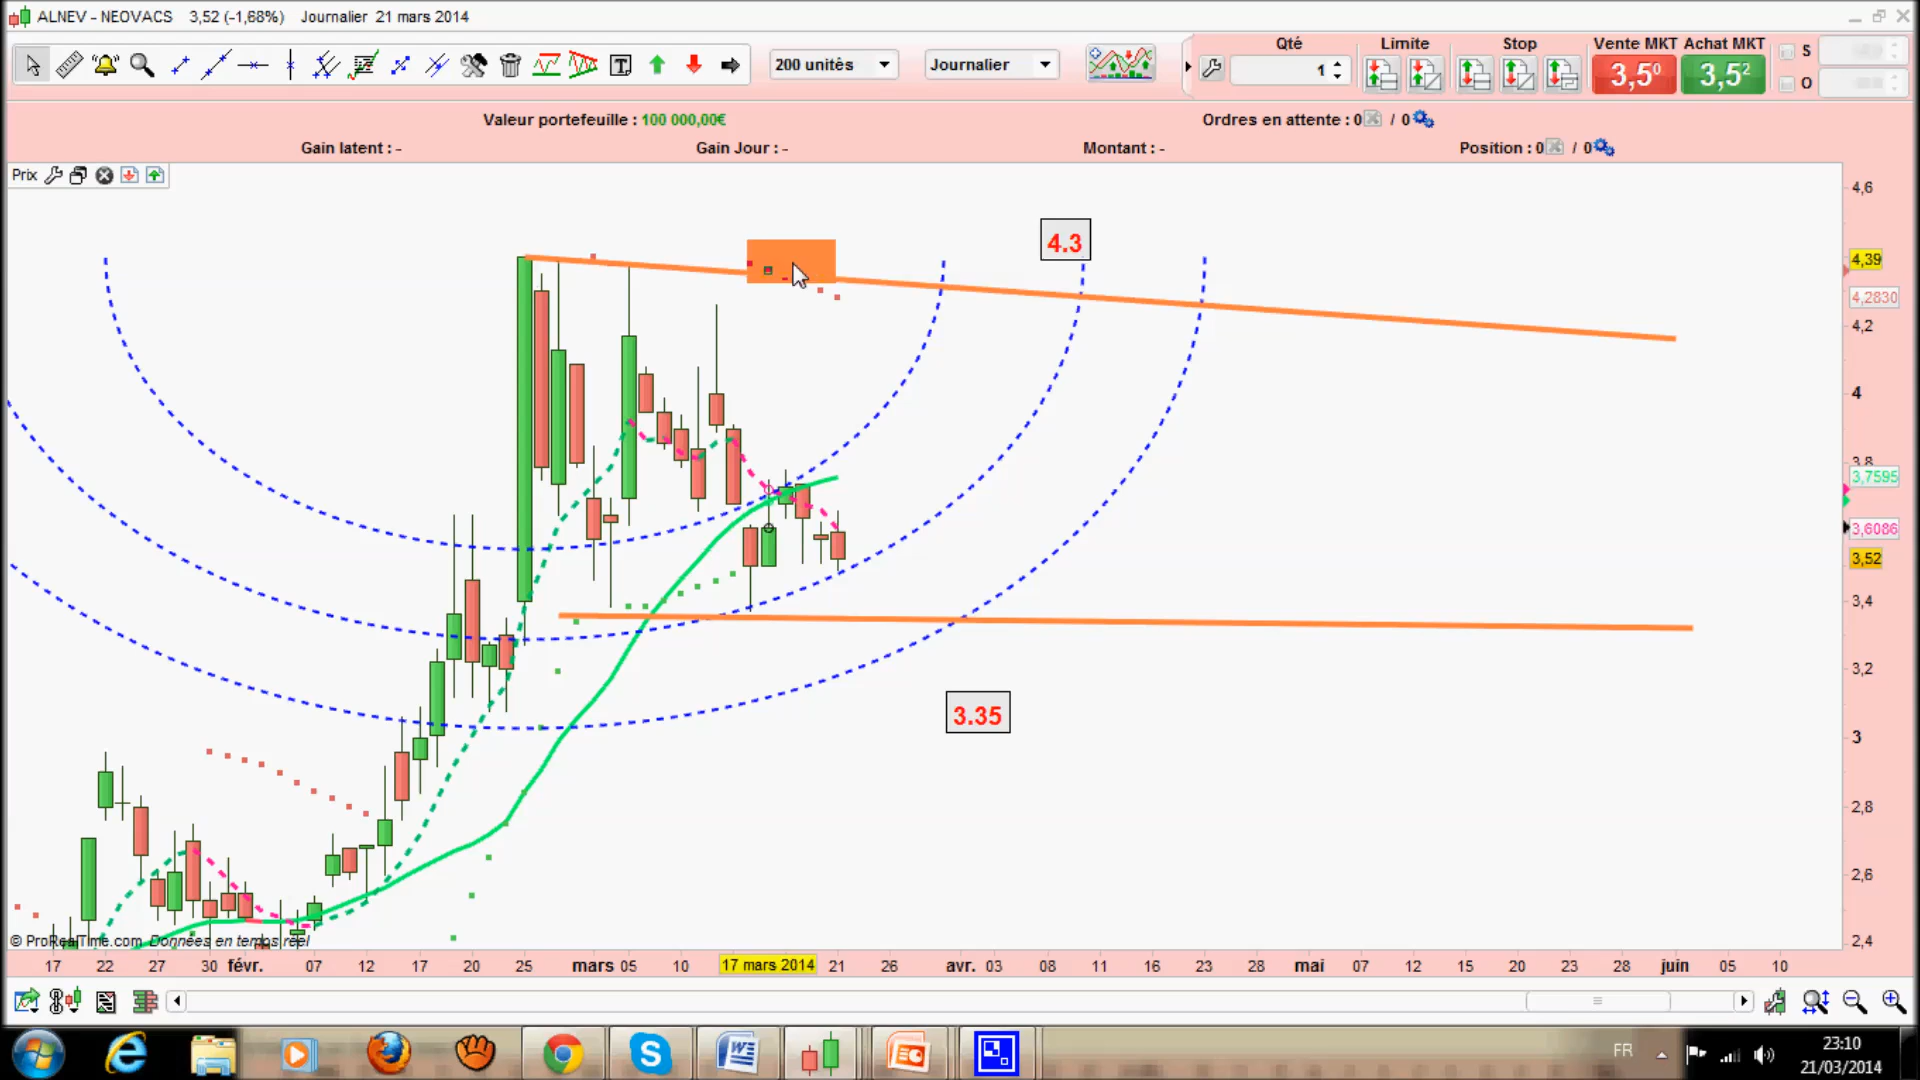 ALNEV - NEOVACS 3,52 (-1,68%) Journalier 21 mars 2014
Qté Limite Stop Vente MKT Achat MKT S
200 unités Journalier 1 3,50 3,52 O
Valeur portefeuille : 100 000,00€ Ordres en attente : 0 / 0
Gain latent : - Gain Jour : - Montant : - Position : 0 / 0
Prix
4,6
4.3
4,39
4,2830
4,2
4
3,8
3,7595
3,6086
3,52
3,4
3,2
3.35
3
2,8
2,6
2,4
© ProRealTime.com Données en temps réel
17 22 27 30 févr. 07 12 17 20 25 mars 05 10 17 mars 2014 21 26 avr. 03 08 11 16 23 28 mai 07 12 15 20 23 28 juin 05 10
FR 23:10
21/03/2014